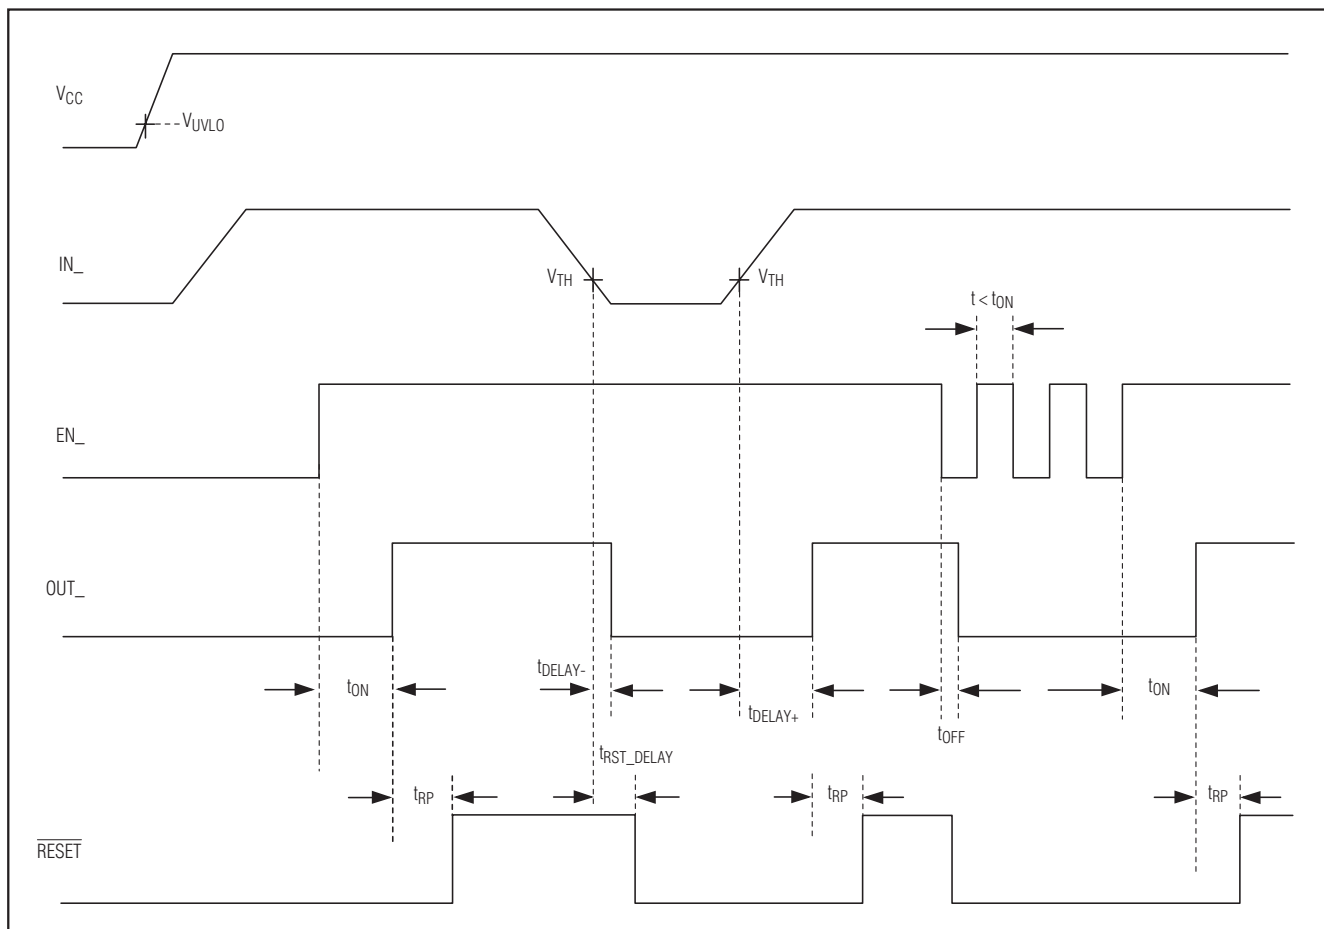 VCC
VUVLO
IN_
VTH
VTH
t < tON
EN_
OUT_
tON
tDELAY-
tDELAY+
tOFF
tON
tRST_DELAY
tRP
tRP
tRP
RESET